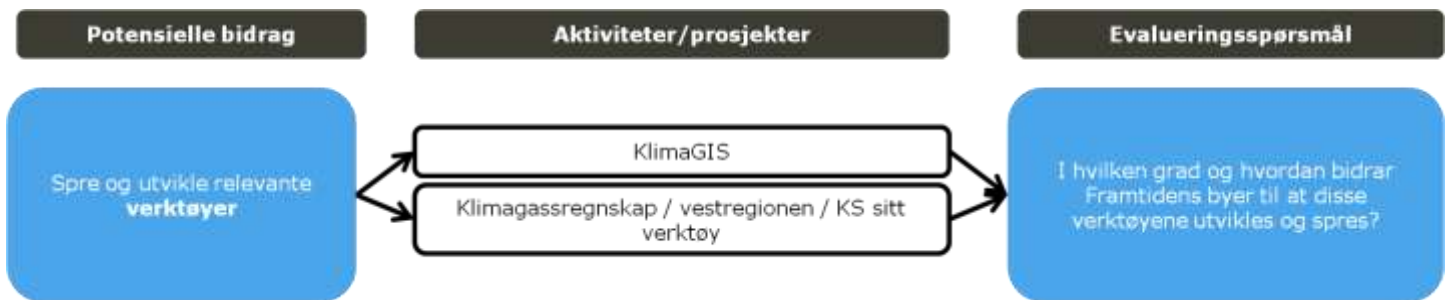 Potensielle bidrag
Aktiviteter/prosjekter
Evalueringsspørsmål
Spre og utvikle relevante
verktøyer
KlimaGIS
Klimagassregnskap / vestregionen / KS sitt
verktøy
I hvilken grad og hvordan bidrar
Framtidens byer til at disse
verktøyene utvikles og spres?